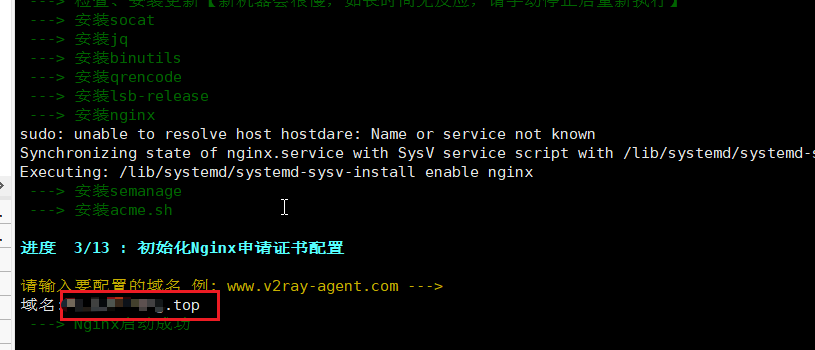 ---> 检查、安装更新【新机器会很慢，如长时间无反应，请手动停止后重新执行】
---> 安装socat
---> 安装jq
---> 安装binutils
---> 安装qrencode
---> 安装lsb-release
---> 安装nginx
sudo: unable to resolve host hostdare: Name or service not known
Synchronizing state of nginx.service with SysV service script with /lib/systemd/systemd-s
Executing: /lib/systemd/systemd-sysv-install enable nginx
---> 安装semanage
---> 安装acme.sh
进度 3/13 : 初始化Nginx申请证书配置
请输入要配置的域名 例: www.v2ray-agent.com --->
域名:.top
---> Nginx启动成功